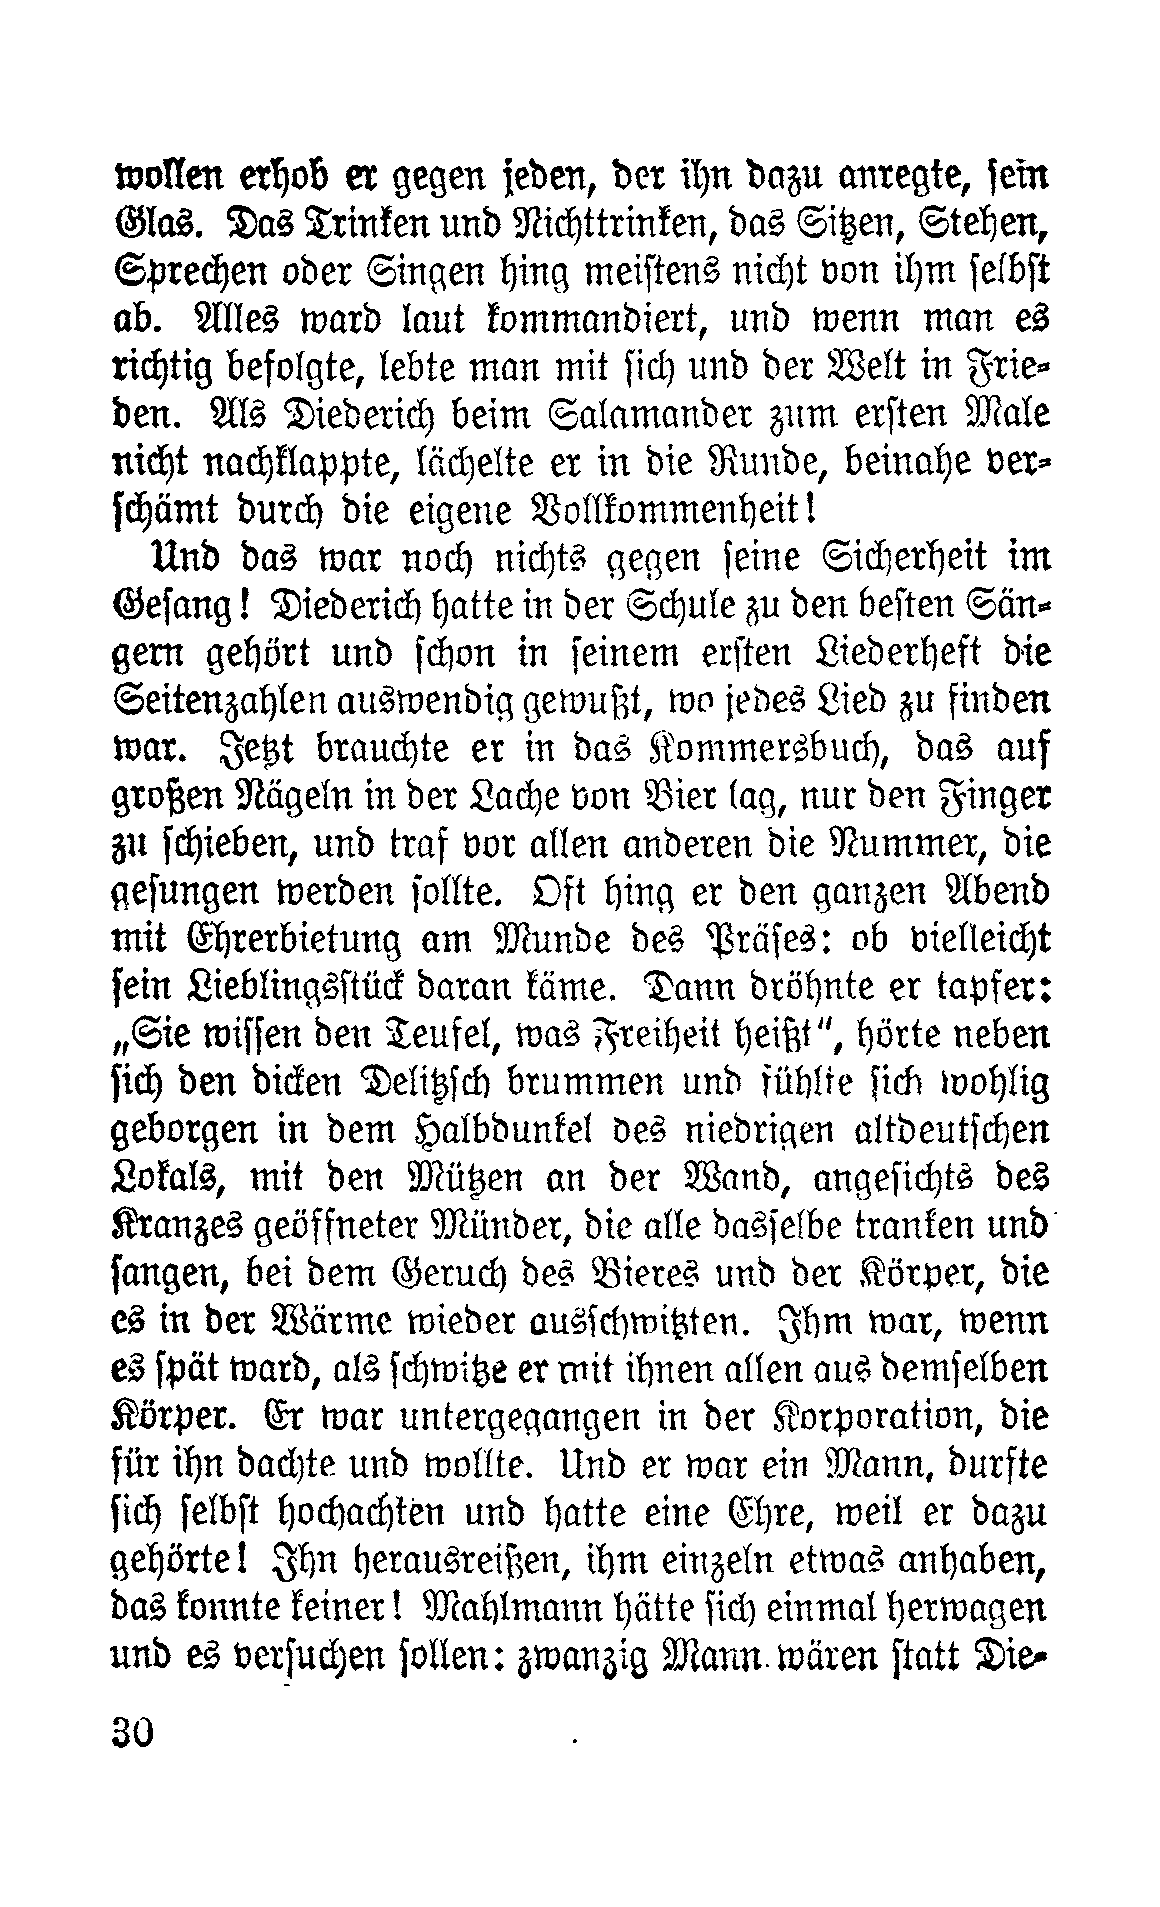 wollen erhob er gegen jeden, der ihn dazu anregte, sein
Glas. Das Trinken und Nichttrinken, das Sitzen, Stehen,
Sprechen oder Singen hing meistens nicht von ihm selbst
ab. Alles ward laut kommandiert, und wenn man es
richtig befolgte, lebte man mit sich und der Welt in Frie-
den. Als Diederich beim Salamander zum ersten Male
nicht nachklappte, lächelte er in die Runde, beinahe ver-
schämt durch die eigene Vollkommenheit!
Und das war noch nichts gegen seine Sicherheit im
Gesang! Diederich hatte in der Schule zu den besten Sän-
gern gehört und schon in seinem ersten Liederheft die
Seitenzahlen auswendig gewußt, wo jedes Lied zu finden
war. Jetzt brauchte er in das Kommersbuch, das auf
großen Nägeln in der Lache von Bier lag, nur den Finger
zu schieben, und traf vor allen anderen die Nummer, die
gesungen werden sollte. Oft hing er den ganzen Abend
mit Ehrerbietung am Munde des Präses: ob vielleicht
sein Lieblingsstück daran käme. Dann dröhnte er tapfer:
„Sie wissen den Teufel, was Freiheit heißt“, hörte neben
sich den dicken Delitzsch brummen und fühlte sich wohlig
geborgen in dem Halbdunkel des niedrigen altdeutschen
Lokals, mit den Mützen an der Wand, angesichts des
Kranzes geöffneter Münder, die alle dasselbe tranken und
sangen, bei dem Geruch des Bieres und der Körper, die
es in der Wärme wieder ausschwitzten. Ihm war, wenn
es spät ward, als schwitze er mit ihnen allen aus demselben
Körper. Er war untergegangen in der Korporation, die
für ihn dachte und wollte. Und er war ein Mann, durfte
sich selbst hochachten und hatte eine Ehre, weil er dazu
gehörte! Ihn herausreißen, ihm einzeln etwas anhaben,
das konnte keiner! Mahlmann hätte sich einmal herwagen
und es versuchen sollen: zwanzig Mann wären statt Die-
30